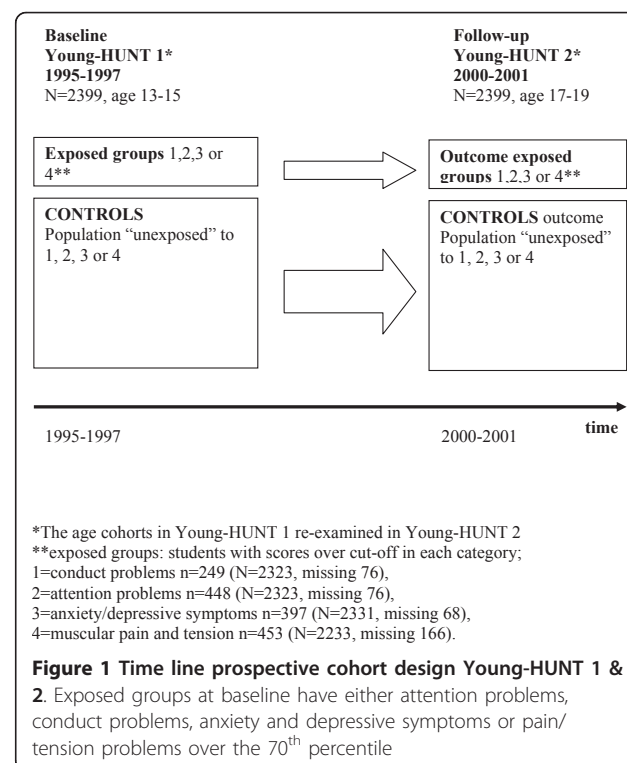 Baseline
Young-HUNT 1*
1995-1997
N=2399, age 13-15
Follow-up
Young-HUNT 2*
2000-2001
N=2399, age 17-19
Exposed groups 1,2,3 or
4**
Outcome exposed
groups 1,2,3 or 4**
CONTROLS
Population “unexposed” to
1, 2, 3 or 4
CONTROLS outcome
Population “unexposed”
to 1, 2, 3 or 4
time
1995-1997
2000-2001
*The age cohorts in Young-HUNT 1 re-examined in Young-HUNT 2
**exposed groups: students with scores over cut-off in each category;
1=conduct problems n=249 (N=2323, missing 76),
2=attention problems n=448 (N=2323, missing 76),
3=anxiety/depressive symptoms n=397 (N=2331, missing 68),
4=muscular pain and tension n=453 (N=2233, missing 166).
Figure 1 Time line prospective cohort design Young-HUNT 1 &
2. Exposed groups at baseline have either attention problems,
conduct problems, anxiety and depressive symptoms or pain/
tension problems over the 70th percentile